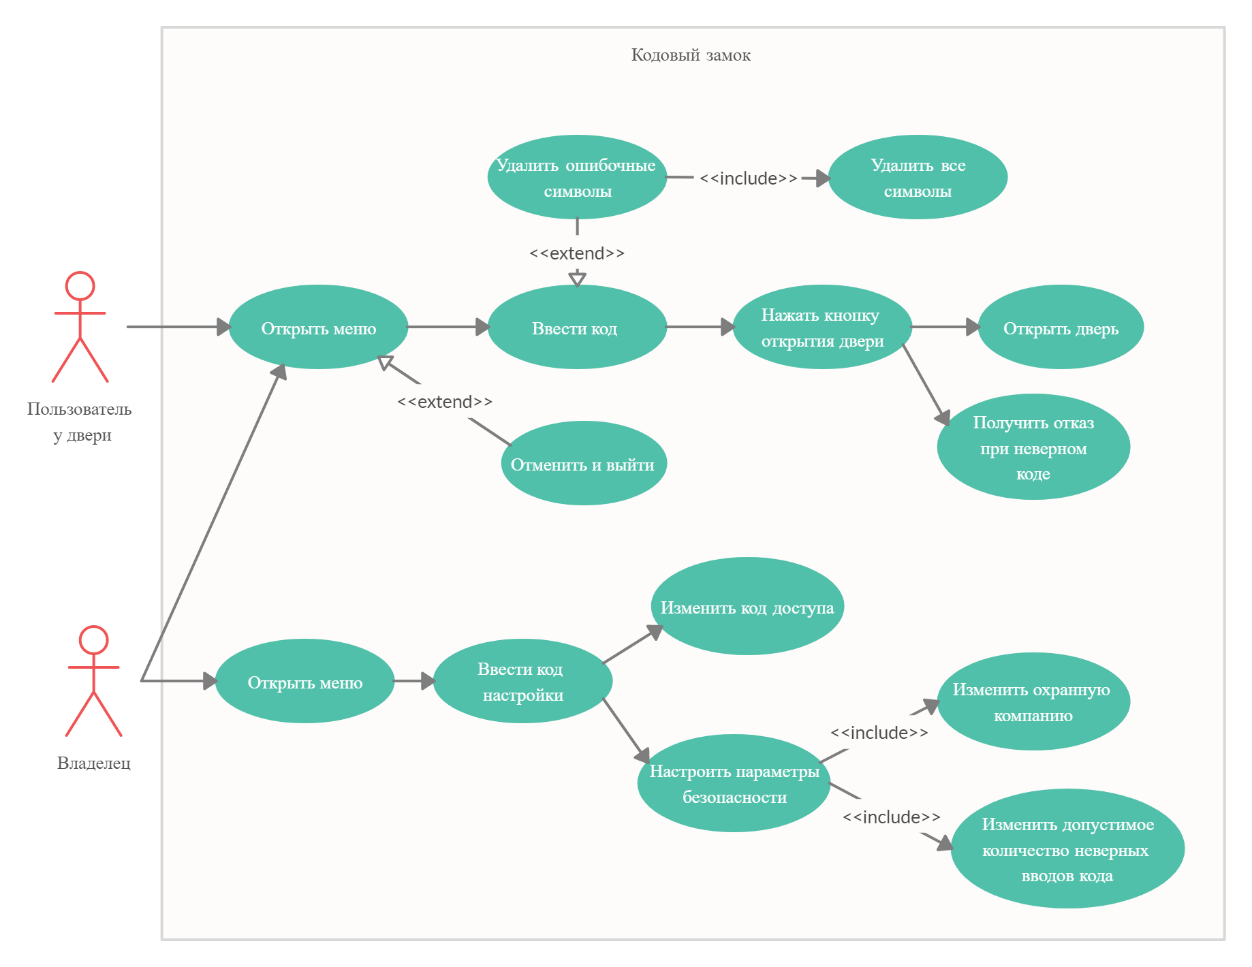 Кодовый замок
Удалить ошибочные
символы
<<include>>
Удалить все
символы
<<extend>>
Открыть меню
Ввести код
Нажать кнопку
открытия двери
Открыть дверь
Пользователь
у двери
<<extend>>
Отменить и выйти
Получить отказ
при неверном
коде
Изменить код доступа
Владелец
Открыть меню
Ввести код
настройки
Изменить охранную
компанию
<<include>>
Настроить параметры
безопасности
<<include>>
Изменить допустимое
количество неверных
вводов кода